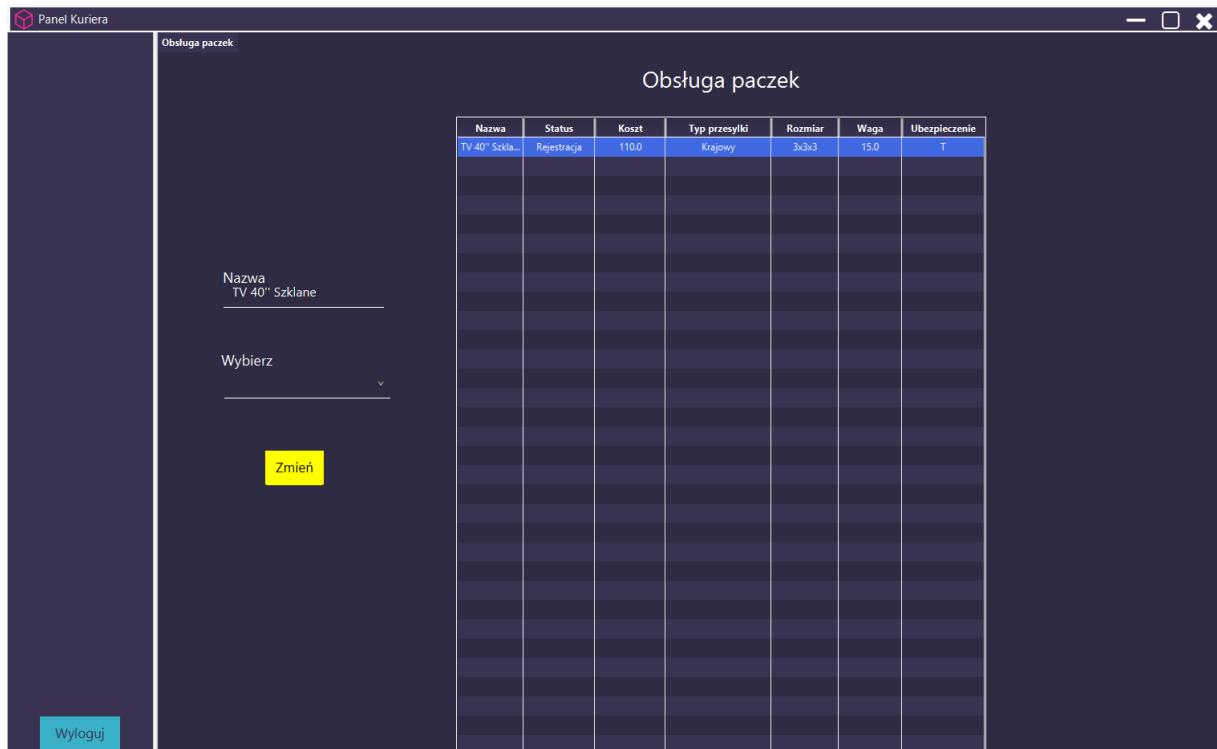 Panel Kuriera
Obsługa paczek
Obsługa paczek
Nazwa Status Koszt Typ przesylki Rozmiar Waga Ubezpieczenie
TV 40'' Szkla... Rejestracja 110.0 Krajowy 3x3x3 15.0 T
Nazwa
TV 40'' Szklane
Wybierz
Zmień
Wyloguj